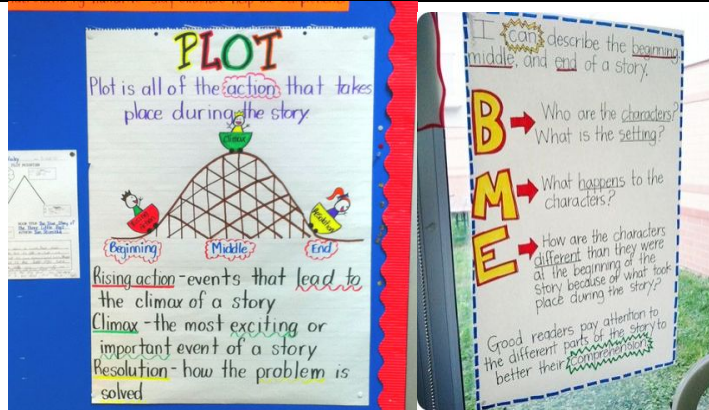 PLOT
Plot is all of the action that takes
place during the story
Climax
Beginning
Middle
End
Rising action - events that lead to
the climax of a story
Climax - the most exciting or
important event of a story
Resolution - how the problem is
solved
I can describe the beginning,
middle, and end of a story.
B
Who are the characters?
What is the setting?
M
What happens to the
characters?
E
How are the characters
different than they were
at the beginning of the
story because of what took
place during the story?
Good readers pay attention to
the different parts of the story to
better their comprehension